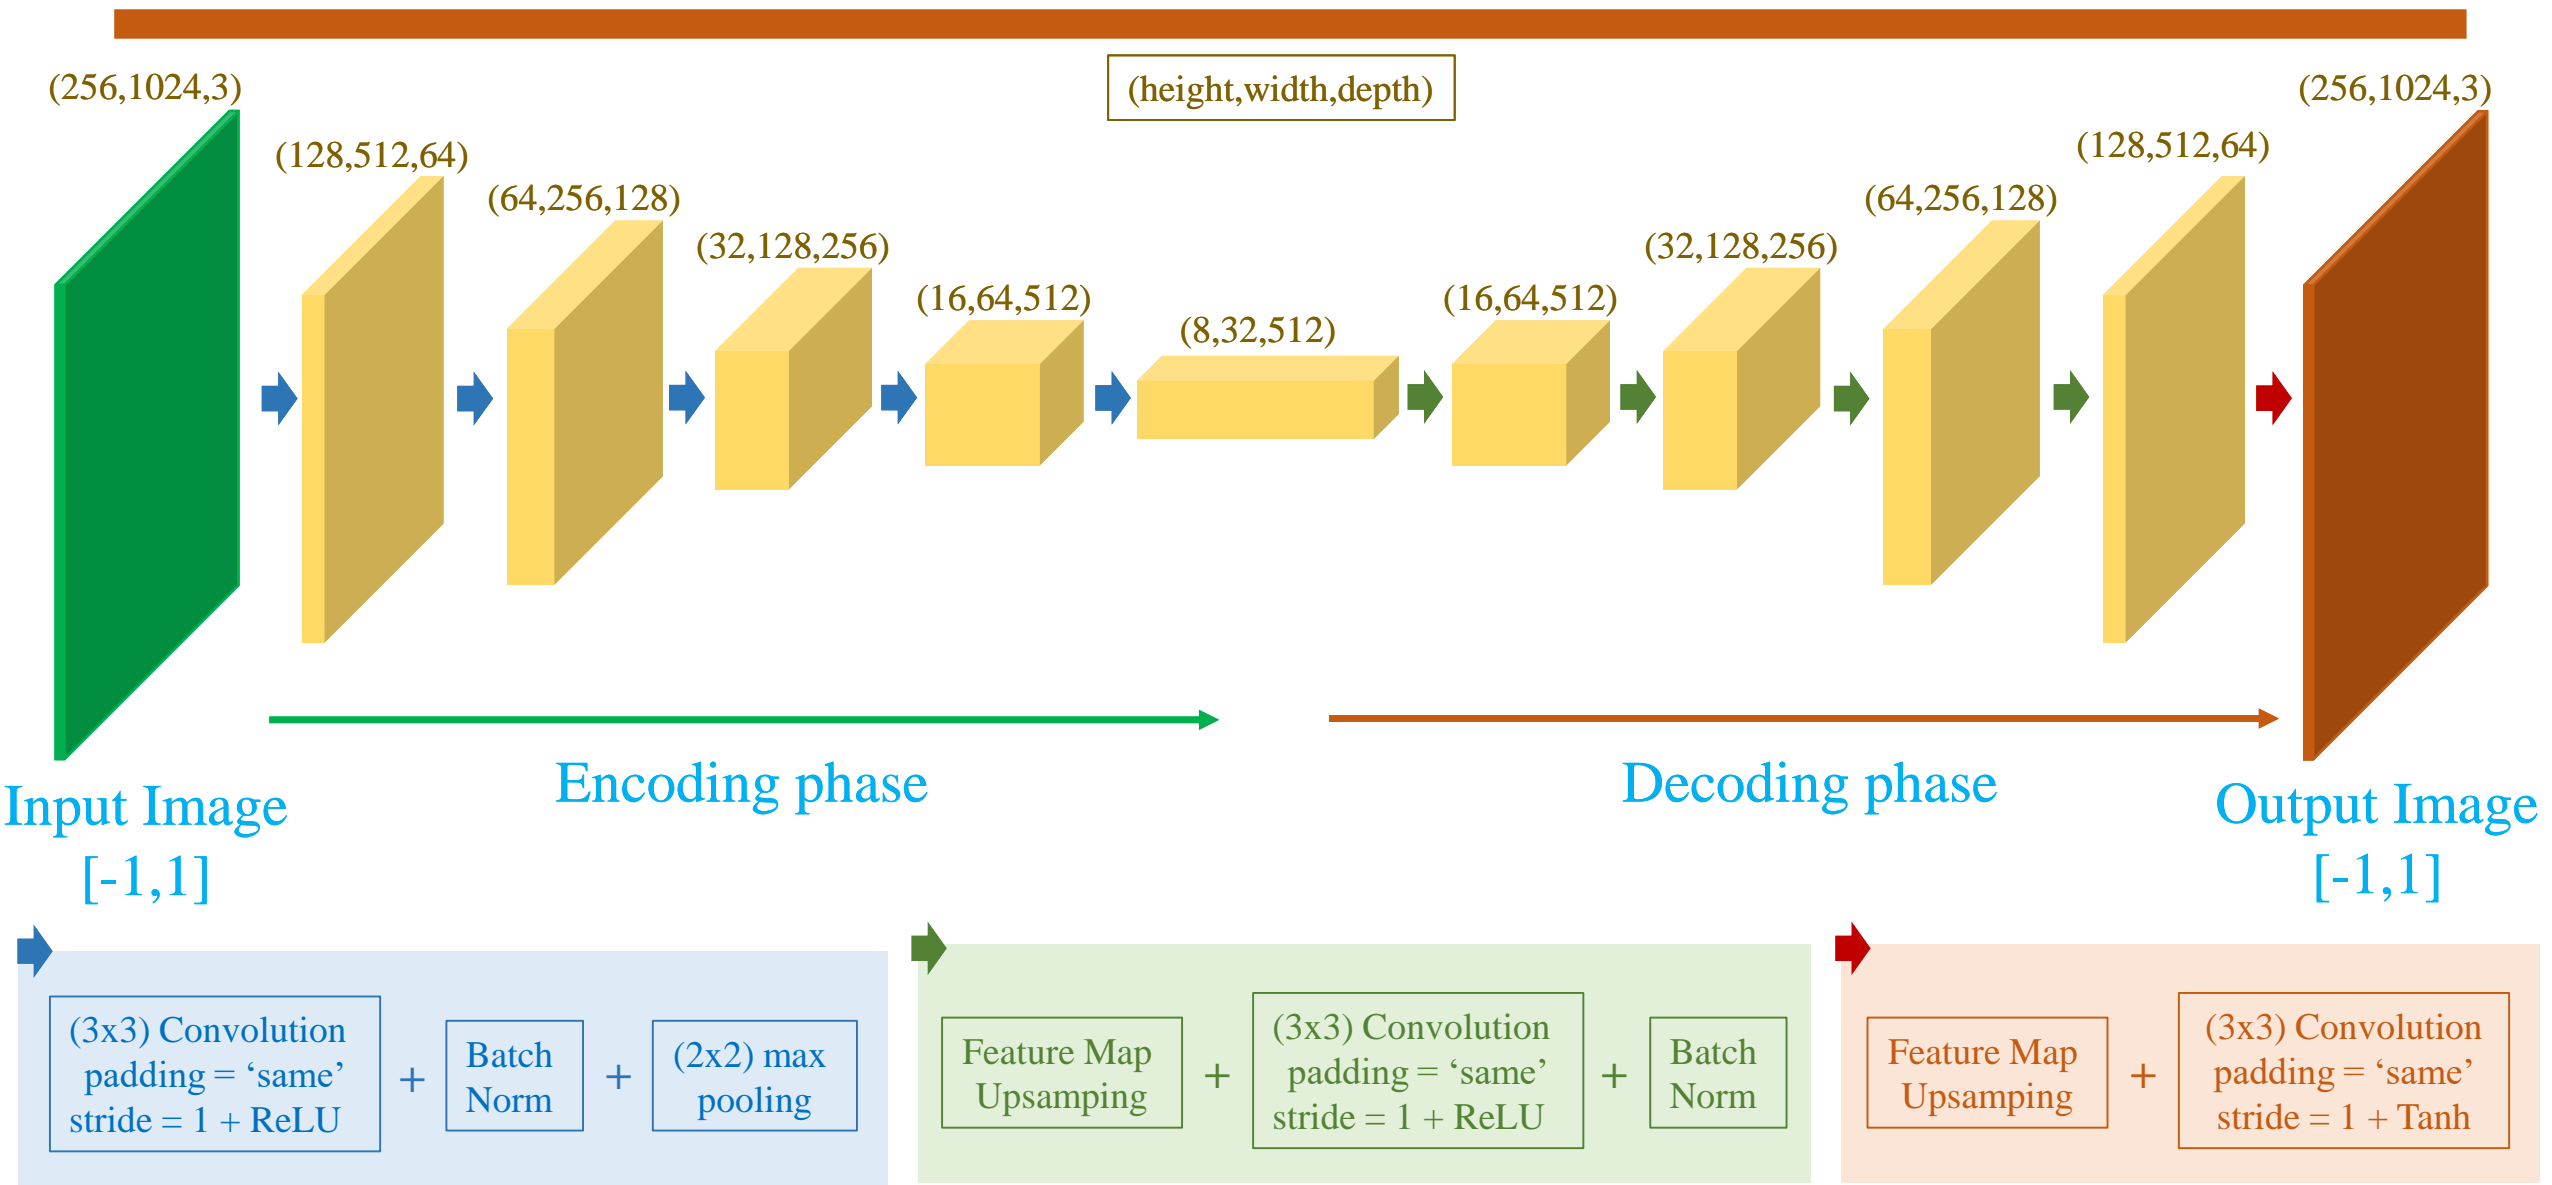 (height,width,depth)
(256,1024,3)
(128,512,64)
(64,256,128)
(32,128,256)
(16,64,512)
(8,32,512)
(16,64,512)
(32,128,256)
(64,256,128)
(128,512,64)
(256,1024,3)
Encoding phase
Decoding phase
Input Image
[-1,1]
Output Image
[-1,1]
(3x3) Convolution
padding = ‘same’
stride = 1 + ReLU
+
Batch
Norm
+
(2x2) max
pooling
Feature Map
Upsamping
+
(3x3) Convolution
padding = ‘same’
stride = 1 + ReLU
+
Batch
Norm
Feature Map
Upsamping
+
(3x3) Convolution
padding = ‘same’
stride = 1 + Tanh